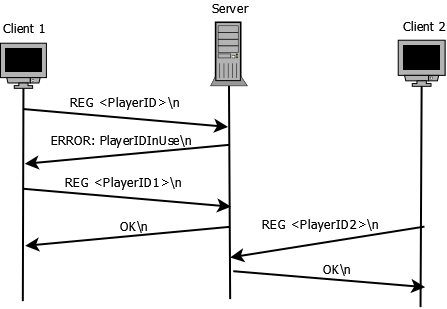 Server
Client 1
Client 2
REG <PlayerID>\n
ERROR: PlayerIDInUse\n
REG <PlayerID1>\n
OK\n
REG <PlayerID2>\n
OK\n